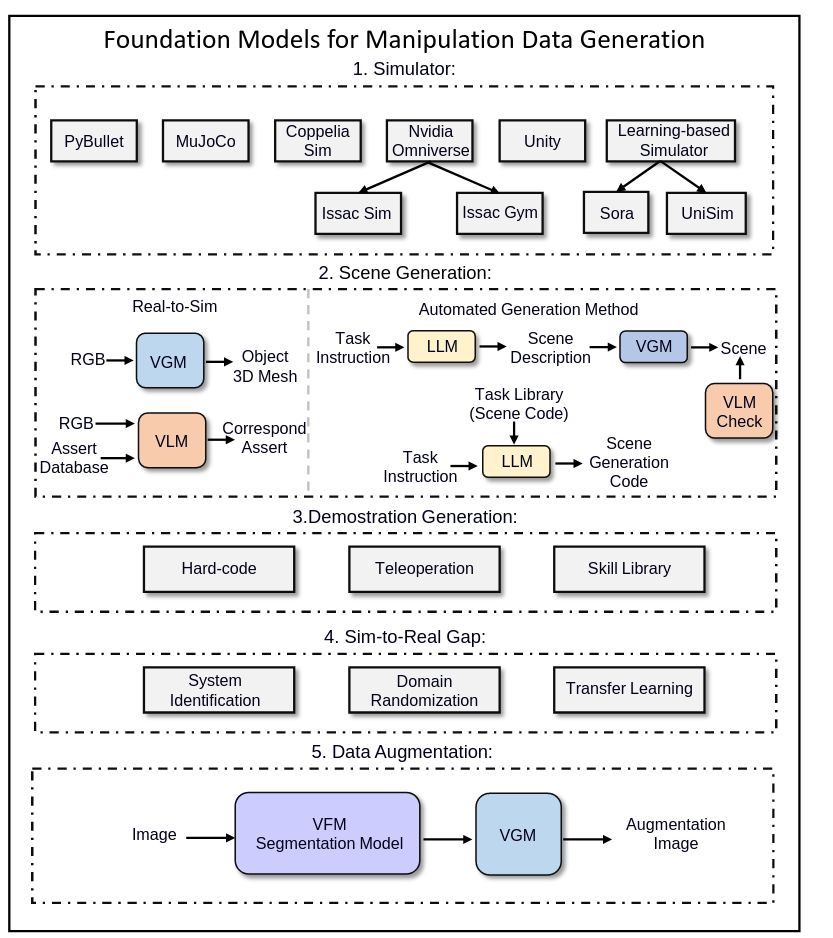 Foundation Models for Manipulation Data Generation
1. Simulator:
PyBullet
MuJoCo
Coppelia
Sim
Nvidia
Omniverse
Unity
Learning-based
Simulator
Issac Sim
Issac Gym
Sora
UniSim
2. Scene Generation:
Real-to-Sim
RGB
VGM
Object
3D Mesh
RGB
Assert
Database
VLM
Correspond
Assert
Automated Generation Method
Task
Instruction
LLM
Scene
Description
VGM
Scene
VLM
Check
Task Library
(Scene Code)
Task
Instruction
LLM
Scene
Generation
Code
3.Demostration Generation:
Hard-code
Teleoperation
Skill Library
4. Sim-to-Real Gap:
System
Identification
Domain
Randomization
Transfer Learning
5. Data Augmentation:
Image
VFM
Segmentation Model
VGM
Augmentation
Image